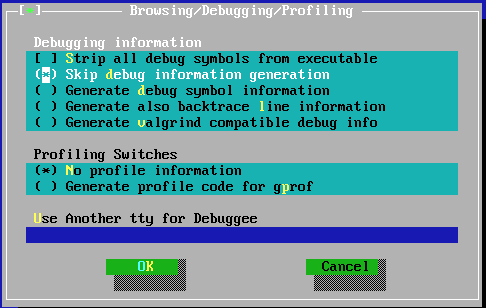 [*] Browsing/Debugging/Profiling
Debugging information
[ ] Strip all debug symbols from executable
(*) Skip debug information generation
( ) Generate debug symbol information
( ) Generate also backtrace line information
( ) Generate valgrind compatible debug info
Profiling Switches
(*) No profile information
( ) Generate profile code for gprof
Use Another tty for Debuggee
OK Cancel